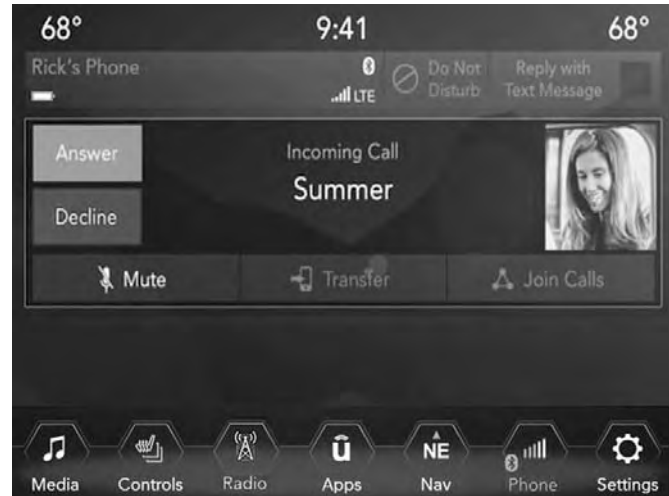 68° 9:41 68°
Rick's Phone
LTE
Do Not
Disturb
Reply with
Text Message
Answer
Incoming Call
Summer
Decline
Mute Transfer Join Calls
û NE
Media Controls Radio Apps Nav Phone Settings